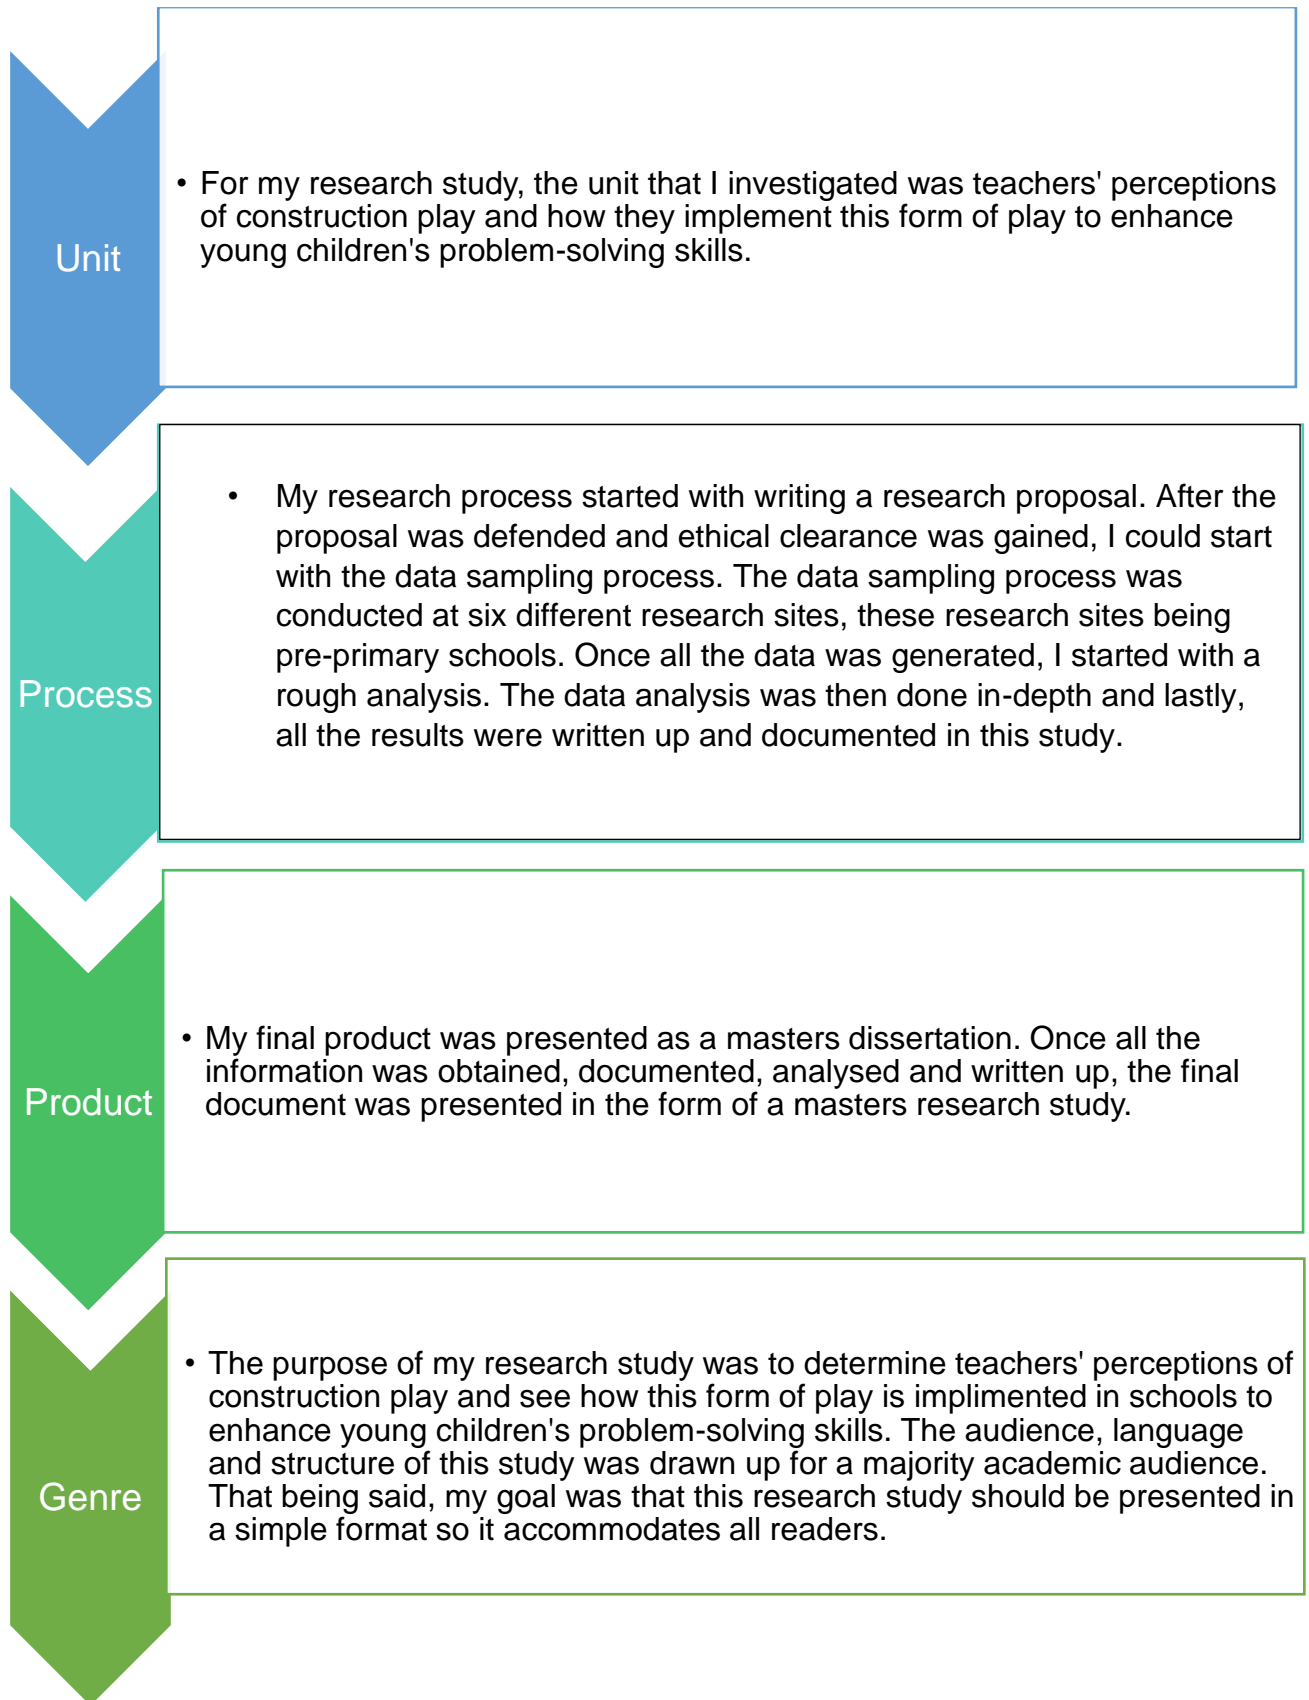 Unit
• For my research study, the unit that I investigated was teachers' perceptions
of construction play and how they implement this form of play to enhance
young children's problem-solving skills.
Process
• My research process started with writing a research proposal. After the
proposal was defended and ethical clearance was gained, I could start
with the data sampling process. The data sampling process was
conducted at six different research sites, these research sites being
pre-primary schools. Once all the data was generated, I started with a
rough analysis. The data analysis was then done in-depth and lastly,
all the results were written up and documented in this study.
Product
• My final product was presented as a masters dissertation. Once all the
information was obtained, documented, analysed and written up, the final
document was presented in the form of a masters research study.
Genre
• The purpose of my research study was to determine teachers' perceptions of
construction play and see how this form of play is implimented in schools to
enhance young children's problem-solving skills. The audience, language
and structure of this study was drawn up for a majority academic audience.
That being said, my goal was that this research study should be presented in
a simple format so it accommodates all readers.